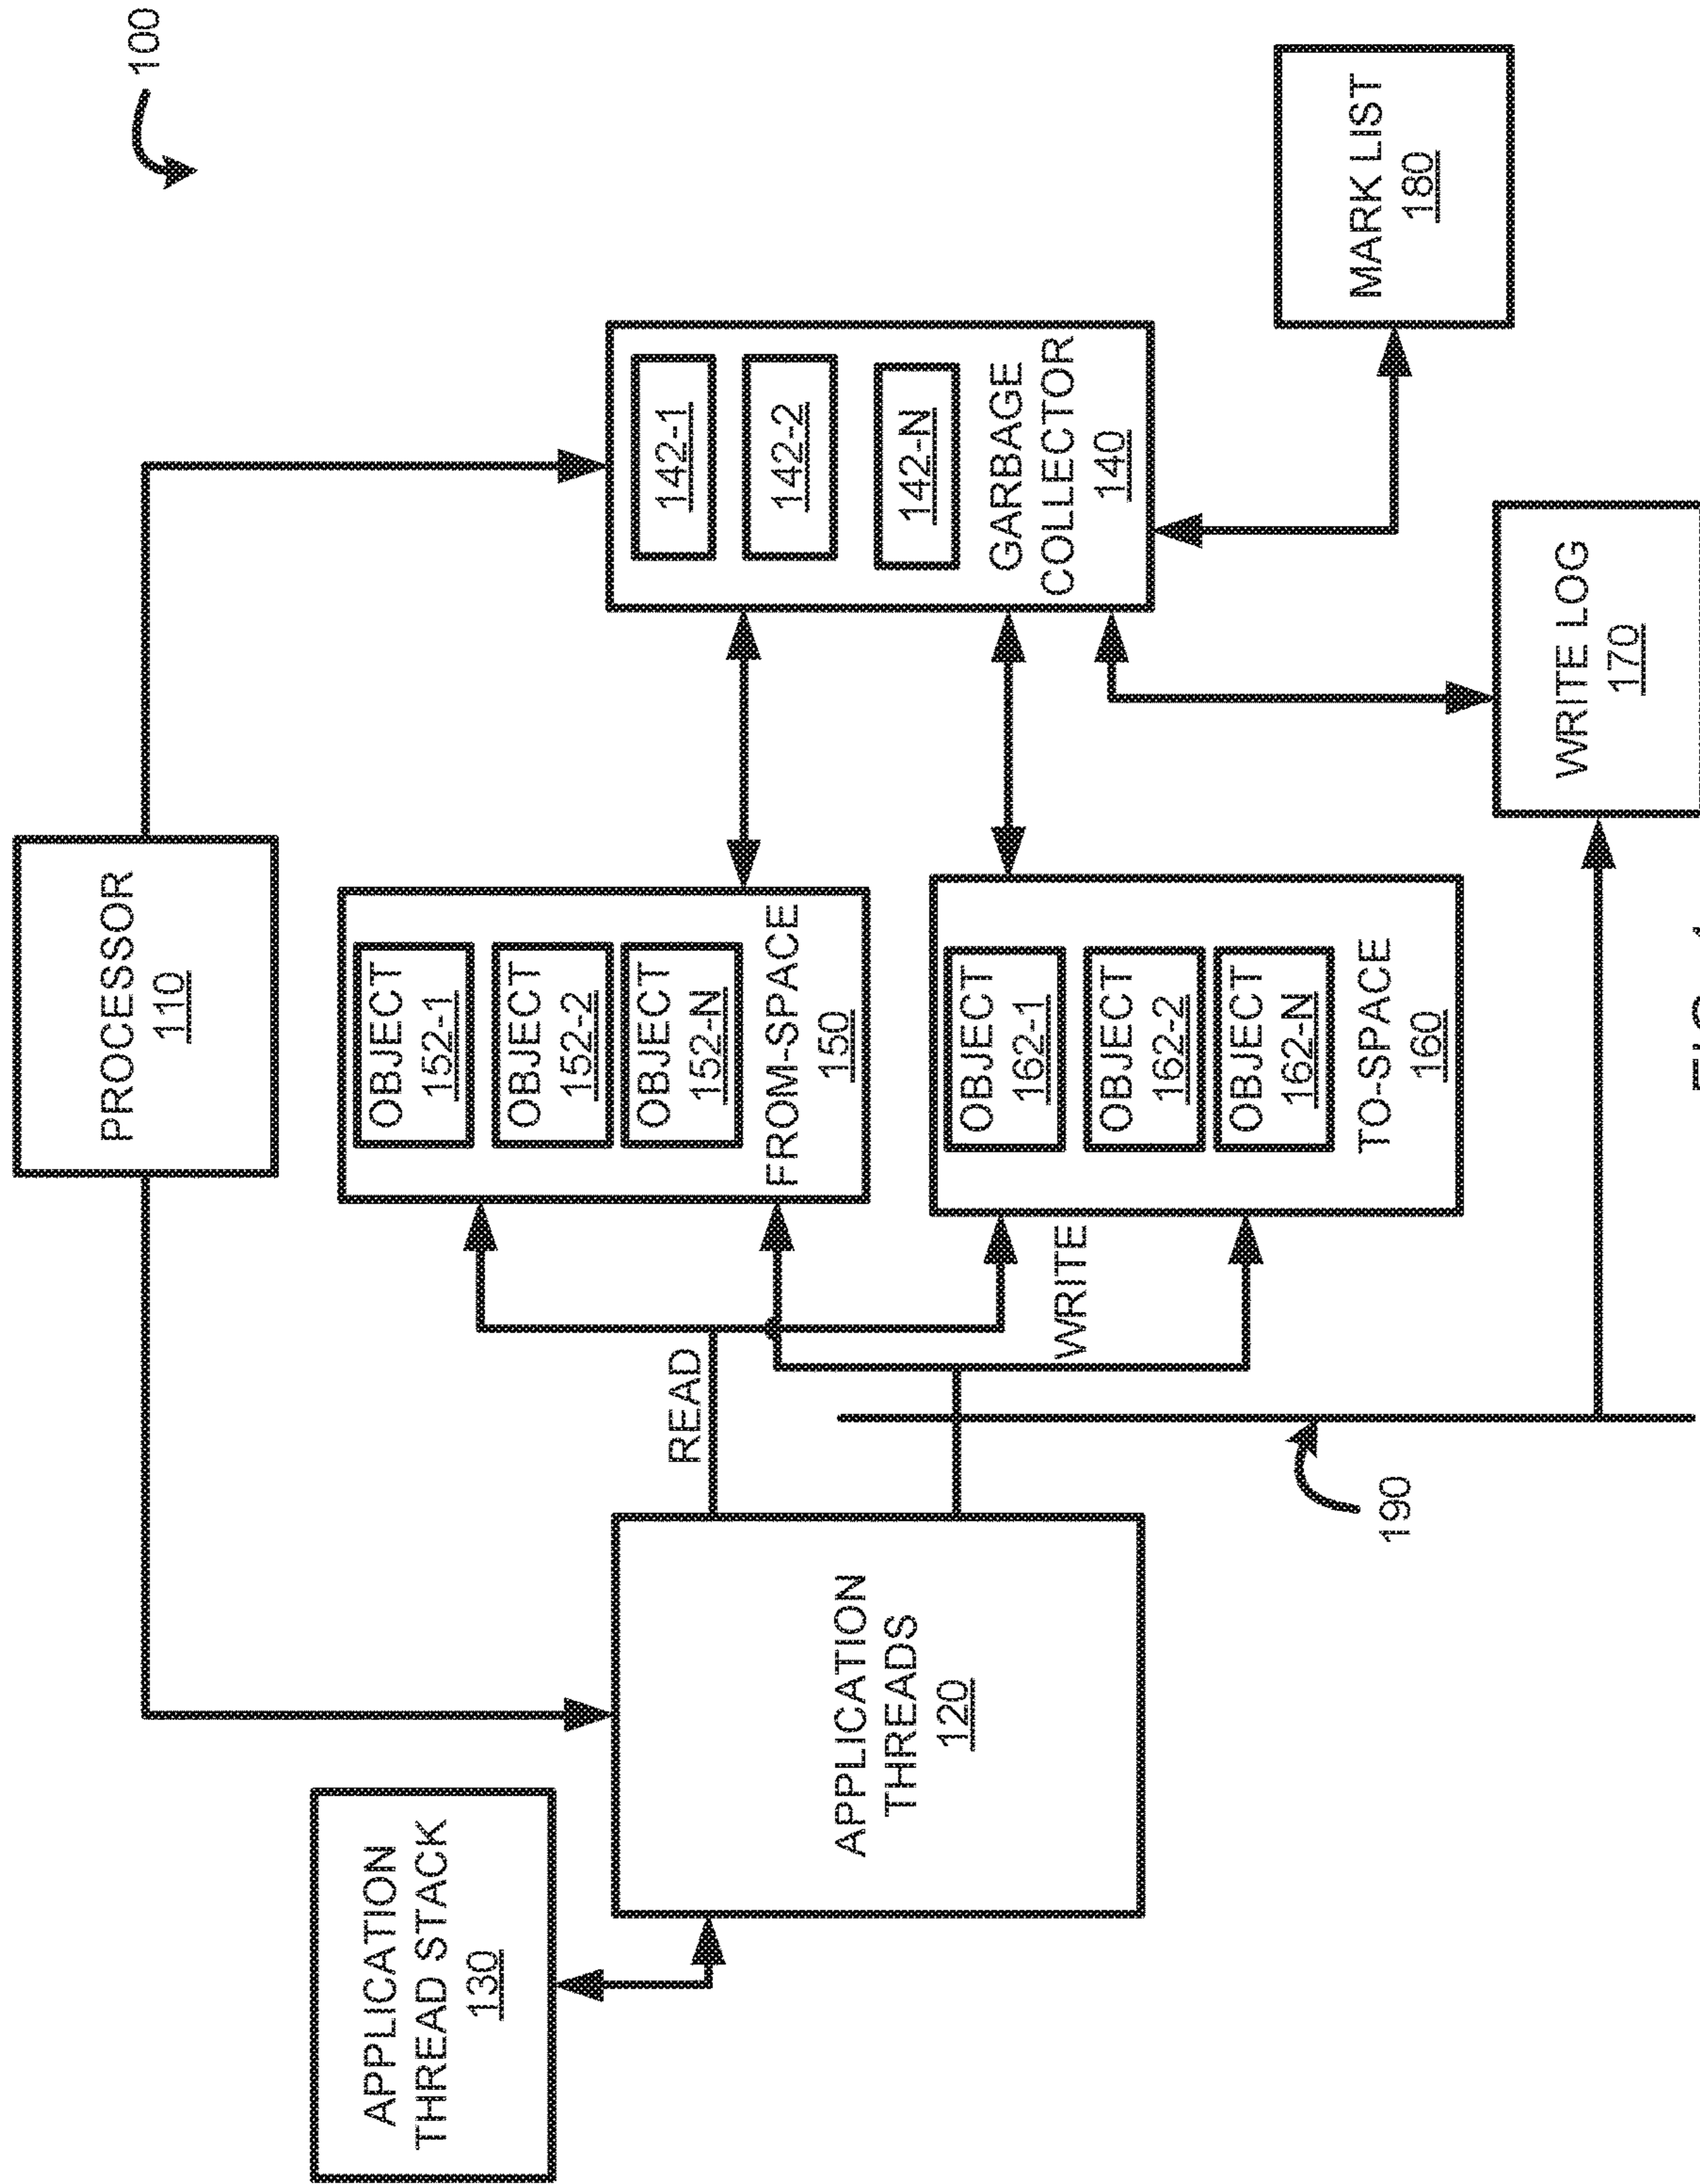 100
PROCESSOR
110
APPLICATION
THREAD STACK
130
APPLICATION
THREADS
120
READ
WRITE
190
OBJECT
152-1
OBJECT
152-2
OBJECT
152-N
FROM-SPACE
150
OBJECT
162-1
OBJECT
162-2
OBJECT
162-N
TO-SPACE
160
142-1
142-2
142-N
GARBAGE
COLLECTOR
140
WRITE LOG
170
MARK LIST
180